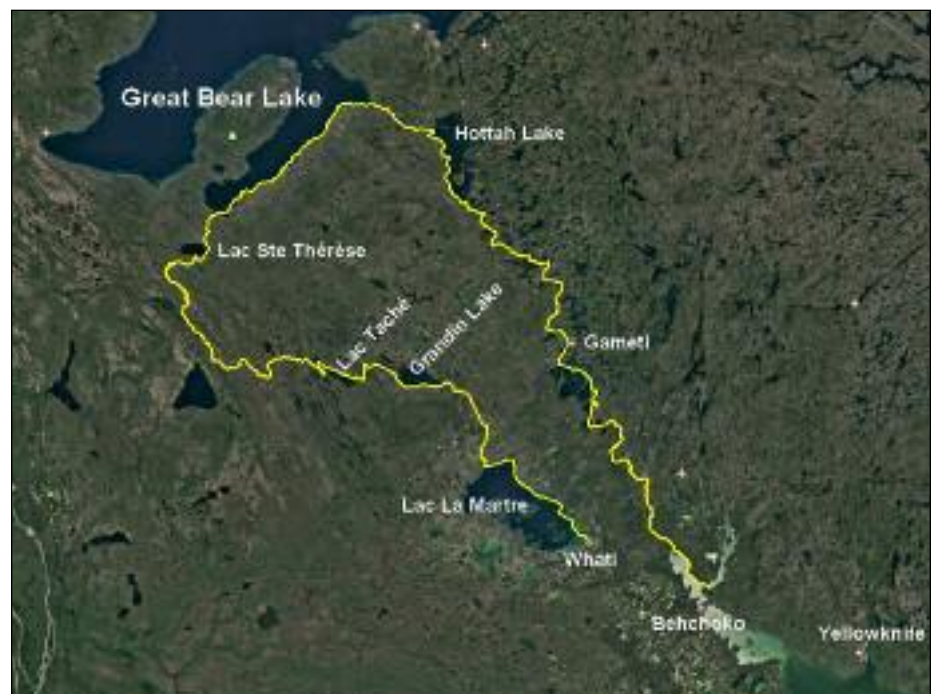 Great Bear Lake
Hottah Lake
Lac Ste Thérèse
Lac Taché
Grandin Lake
Gameti
Lac La Martre
Whati
Behchoko
Yellowknife